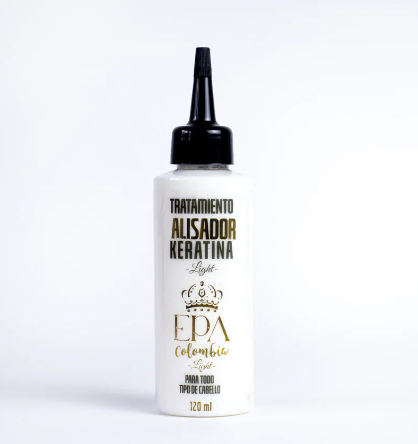 TRATAMIENTO
ALISADOR
KERATINA
-Light-
EPA
Colombia
-Light-
PARA TODO
TIPO DE CABELLO
120 ml